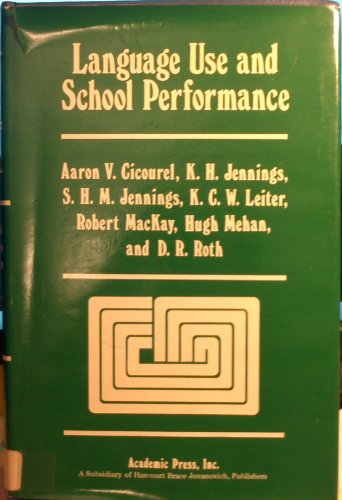 Language Use and
School Performance
Aaron V. Cicourel, K. H. Jennings,
S. H. M. Jennings, K. C. W. Leiter,
Robert MacKay, Hugh Mehan,
and D. R. Roth
Academic Press, Inc.
A Subsidiary of Harcourt Brace Jovanovich, Publishers